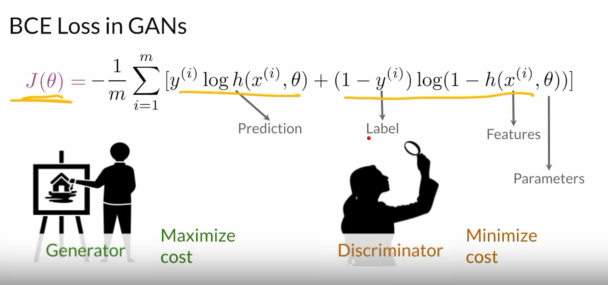 BCE Loss in GANs
J(θ) = −1/m ∑_{i=1}^{m} [y^{(i)} log h(x^{(i)}, θ) + (1 − y^{(i)}) log(1 − h(x^{(i)}, θ))]
Prediction Label Features
Parameters
Generator Maximize cost Discriminator Minimize cost